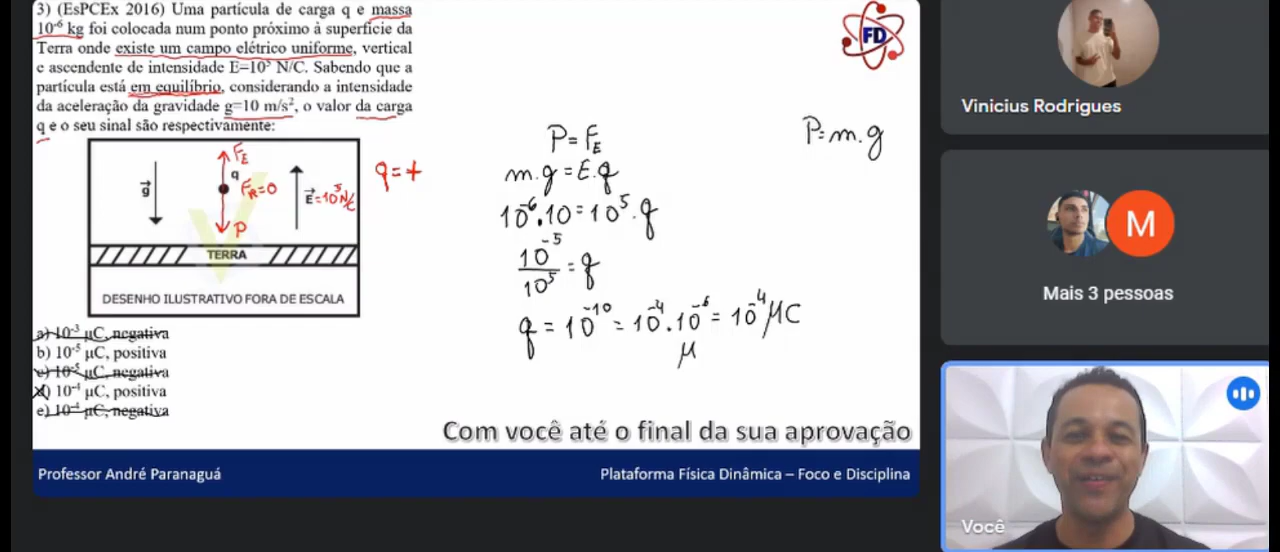 3) (EsPCEx 2016) Uma partícula de carga q e massa
10⁻⁶ kg foi colocada num ponto próximo à superfície da
Terra onde existe um campo elétrico uniforme, vertical
e ascendente de intensidade E=10⁵ N/C. Sabendo que a
partícula está em equilíbrio, considerando a intensidade
da aceleração da gravidade g=10 m/s², o valor da carga
q e o seu sinal são respectivamente:
F_E
q
F_R=0
g
E=10⁵N/C
P
q=+
TERRA
DESENHO ILUSTRATIVO FORA DE ESCALA
a) 10⁻³ μC, negativa
b) 10⁻⁵ μC, positiva
c) 10⁻⁵ μC, negativa
d) 10⁻⁴ μC, positiva
e) 10⁻⁴ μC, negativa
P=F_E
m.g=E.q
10⁻⁶.10=10⁵.q
10⁻⁵/10⁵=q
q=10⁻¹⁰=10⁻⁴.10⁻⁶=10⁻⁴μC
μ
P=m.g
FD
Com você até o final da sua aprovação
Professor André Paranaguá
Plataforma Física Dinâmica – Foco e Disciplina
Vinicius Rodrigues
M
Mais 3 pessoas
Você